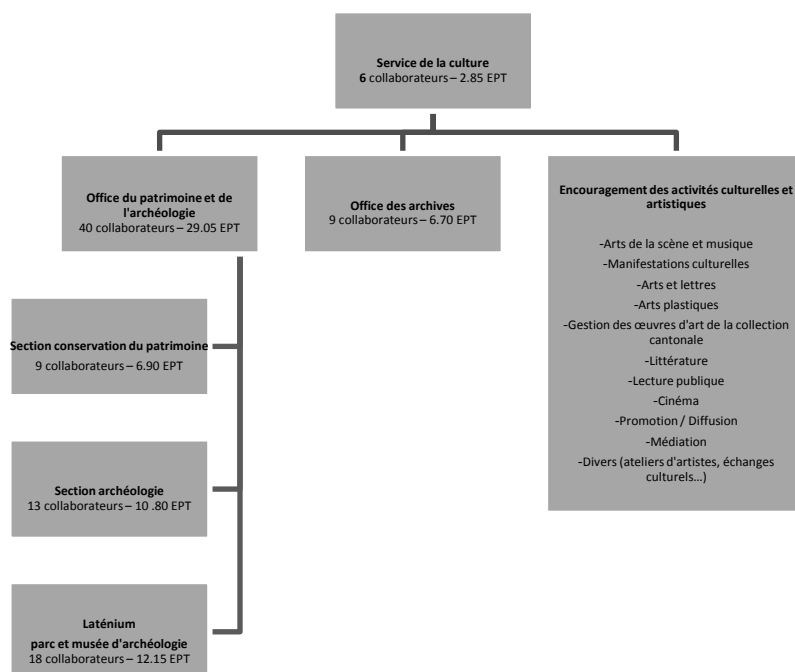 Service de la culture
6 collaborateurs – 2.85 EPT
Office du patrimoine et de
l'archéologie
40 collaborateurs – 29.05 EPT
Office des archives
9 collaborateurs – 6.70 EPT
Encouragement des activités culturelles et
artistiques
-Arts de la scène et musique
-Manifestations culturelles
-Arts et lettres
-Arts plastiques
-Gestion des œuvres d'art de la collection
cantonale
-Littérature
-Lecture publique
-Cinéma
-Promotion / Diffusion
-Médiation
-Divers (ateliers d'artistes, échanges
culturels…)
Section conservation du patrimoine
9 collaborateurs – 6.90 EPT
Section archéologie
13 collaborateurs – 10 .80 EPT
Laténium
parc et musée d'archéologie
18 collaborateurs – 12.15 EPT